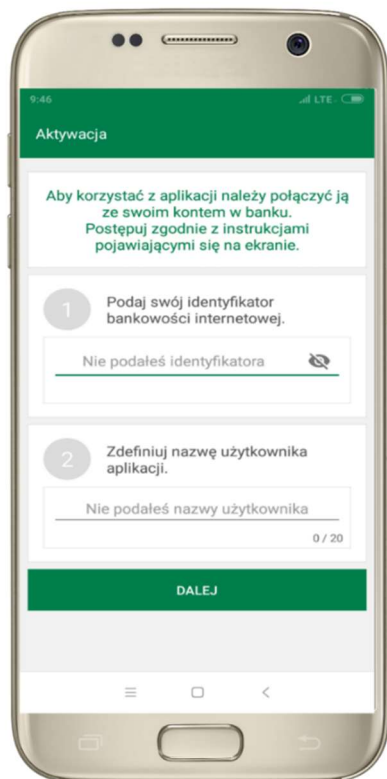 9:46
LTE
Aktywacja
Aby korzystać z aplikacji należy połączyć ją
ze swoim kontem w banku.
Postępuj zgodnie z instrukcjami
pojawiającymi się na ekranie.
1
Podaj swój identyfikator
bankowości internetowej.
Nie podałeś identyfikatora
2
Zdefiniuj nazwę użytkownika
aplikacji.
Nie podałeś nazwy użytkownika
0 / 20
DALEJ